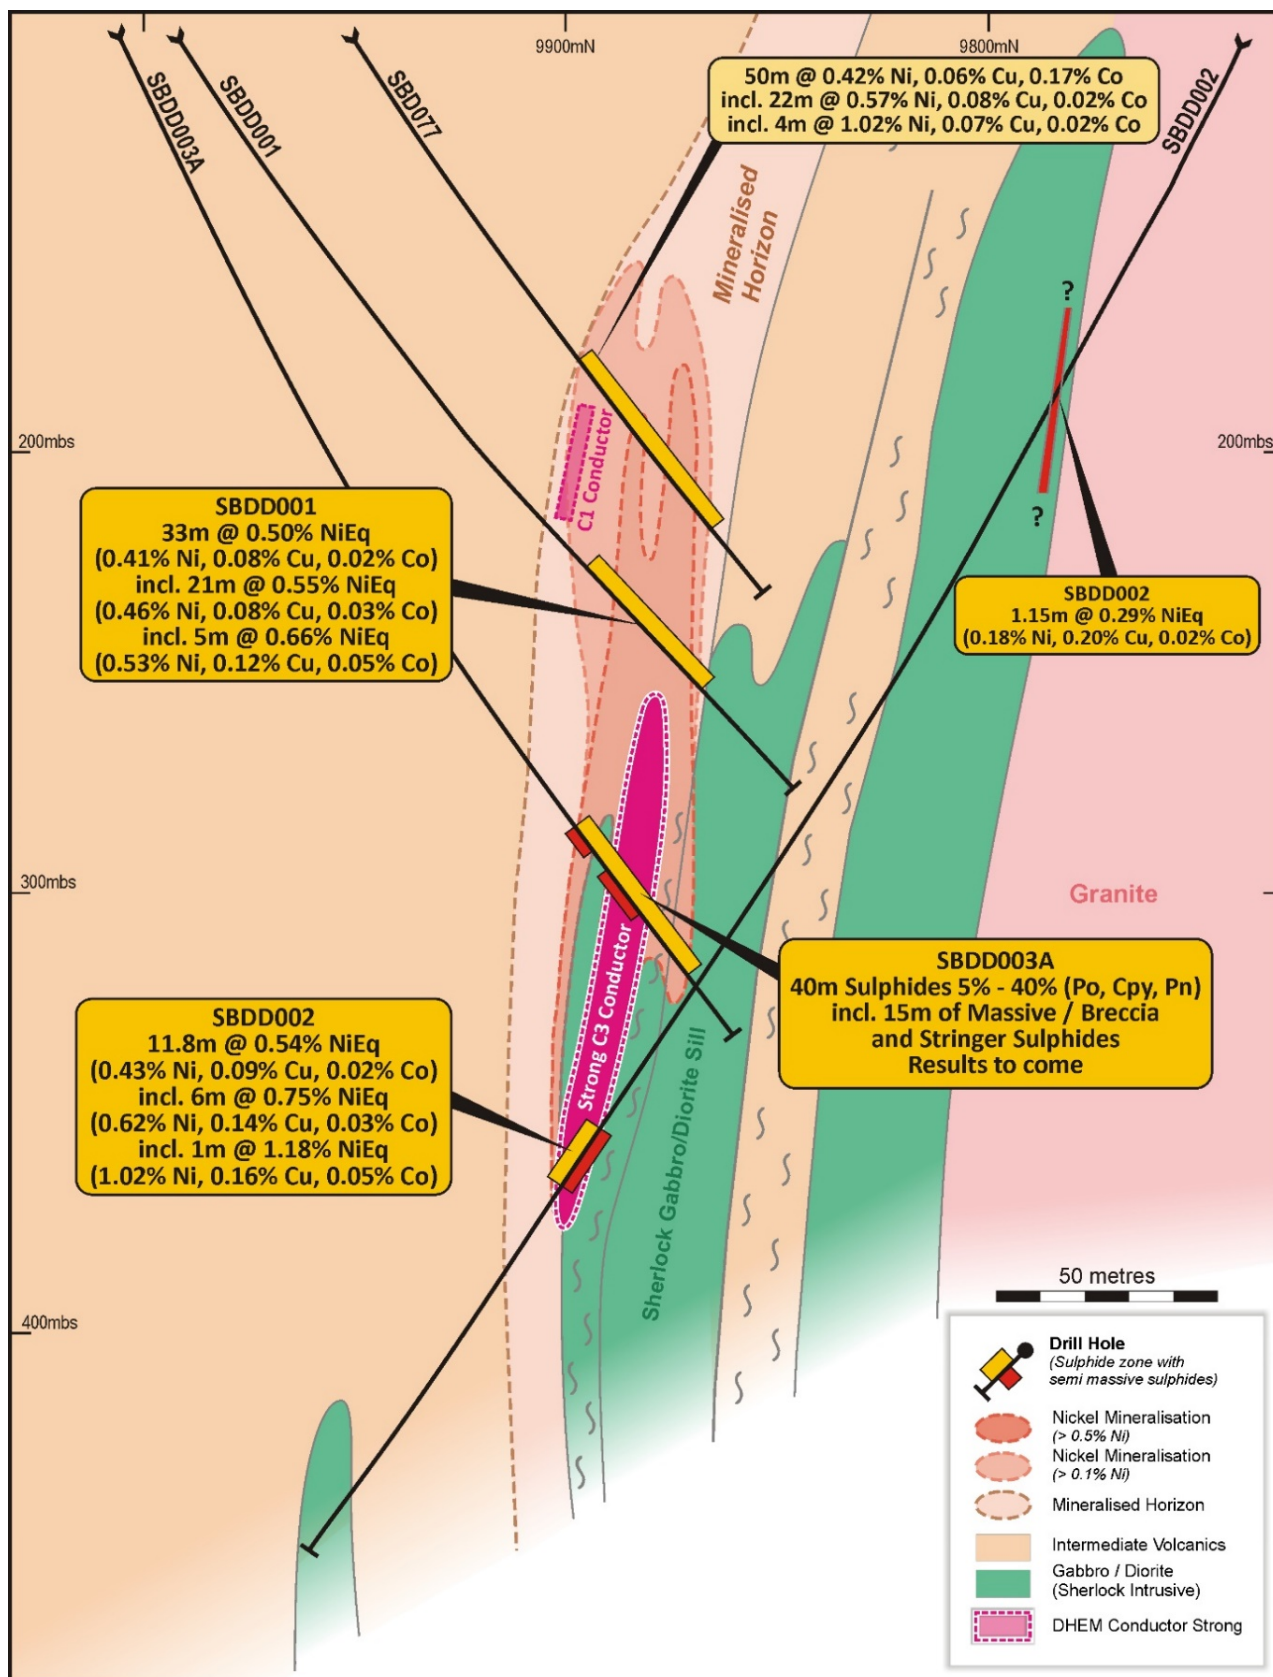 9900mN
9800mN
SBDD003A
SBDD001
SBD077
SBDD002
50m @ 0.42% Ni, 0.06% Cu, 0.17% Co
incl. 22m @ 0.57% Ni, 0.08% Cu, 0.02% Co
incl. 4m @ 1.02% Ni, 0.07% Cu, 0.02% Co
Mineralised
Horizon
?
?
200mbs
200mbs
C1 Conductor
SBDD001
33m @ 0.50% NiEq
(0.41% Ni, 0.08% Cu, 0.02% Co)
incl. 21m @ 0.55% NiEq
(0.46% Ni, 0.08% Cu, 0.03% Co)
incl. 5m @ 0.66% NiEq
(0.53% Ni, 0.12% Cu, 0.05% Co)
SBDD002
1.15m @ 0.29% NiEq
(0.18% Ni, 0.20% Cu, 0.02% Co)
300mbs
Granite
Strong C3 Conductor
SBDD003A
40m Sulphides 5% - 40% (Po, Cpy, Pn)
incl. 15m of Massive / Breccia
and Stringer Sulphides
Results to come
SBDD002
11.8m @ 0.54% NiEq
(0.43% Ni, 0.09% Cu, 0.02% Co)
incl. 6m @ 0.75% NiEq
(0.62% Ni, 0.14% Cu, 0.03% Co)
incl. 1m @ 1.18% NiEq
(1.02% Ni, 0.16% Cu, 0.05% Co)
Sherlock Gabbro/Diorite Sill
400mbs
50 metres
Drill Hole
(Sulphide zone with
semi massive sulphides)
Nickel Mineralisation
(> 0.5% Ni)
Nickel Mineralisation
(> 0.1% Ni)
Mineralised Horizon
Intermediate Volcanics
Gabbro / Diorite
(Sherlock Intrusive)
DHEM Conductor Strong